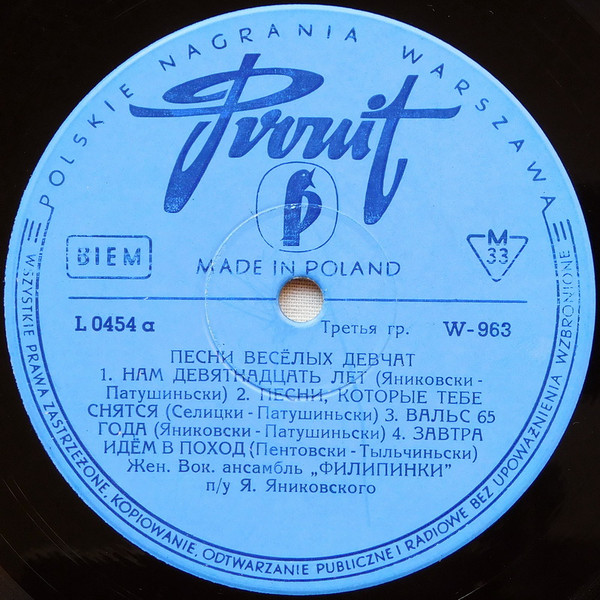 POLSKIE NAGRANIA WARSZAWA
Pronit
BIEM
M
33
MADE IN POLAND
L 0454 a
Третья гр.
W-963
ПЕСНИ ВЕСЁЛЫХ ДЕВЧАТ
1. НАМ ДЕВЯТНАДЦАТЬ ЛЕТ (Яниковски-
Патушиньски) 2. ПЕСНИ, КОТОРЫЕ ТЕБЕ
СНЯТСЯ (Селицки-Патушиньски) 3. ВАЛЬС 65
ГОДА (Яниковски-Патушиньски) 4. ЗАВТРА
ИДЁМ В ПОХОД (Пентовски-Тыльчиньски)
Жен. Вок. ансамбль „ФИЛИПИНКИ"
п/у Я. Яниковского
WSZYSTKIE PRAWA ZASTRZEŻONE, KOPIOWANIE, ODTWARZANIE PUBLICZNE I RADIOWE BEZ UPOWAŻNIENIA WZBRONIONE